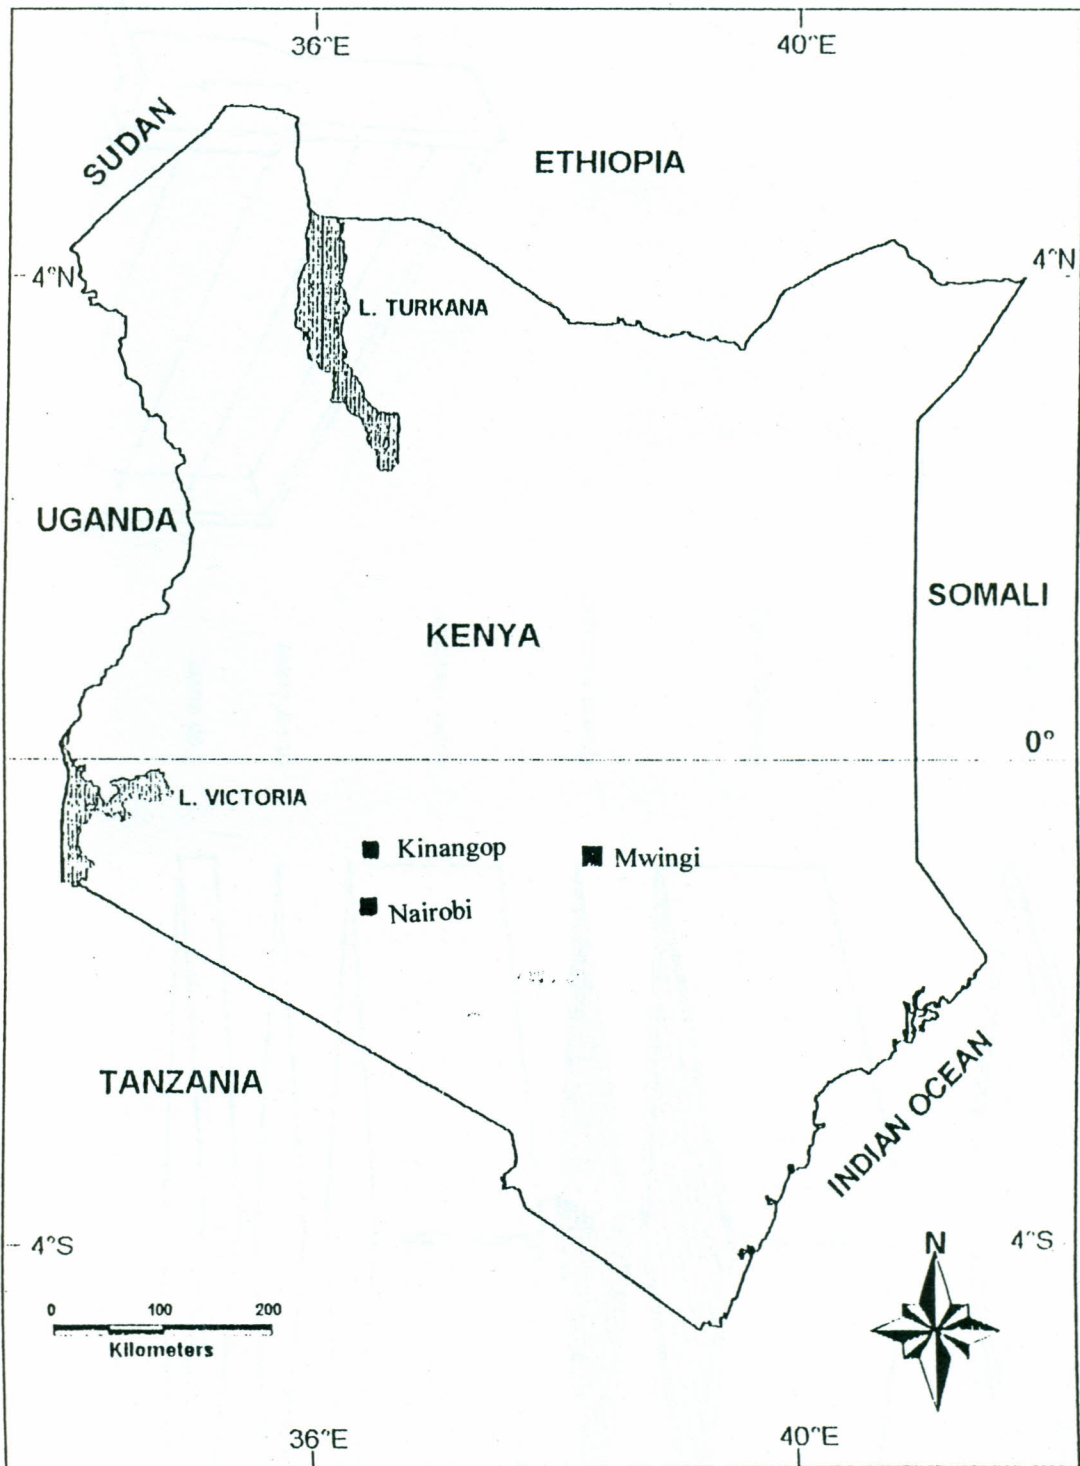 36°E 40°E
SUDAN
ETHIOPIA
4°N 4°N
L. TURKANA
UGANDA
SOMALI
KENYA
0°
L. VICTORIA
Kinangop
Mwingi
Nairobi
TANZANIA
INDIAN OCEAN
4°S 4°S
N
0 100 200
Kilometers
36°E 40°E